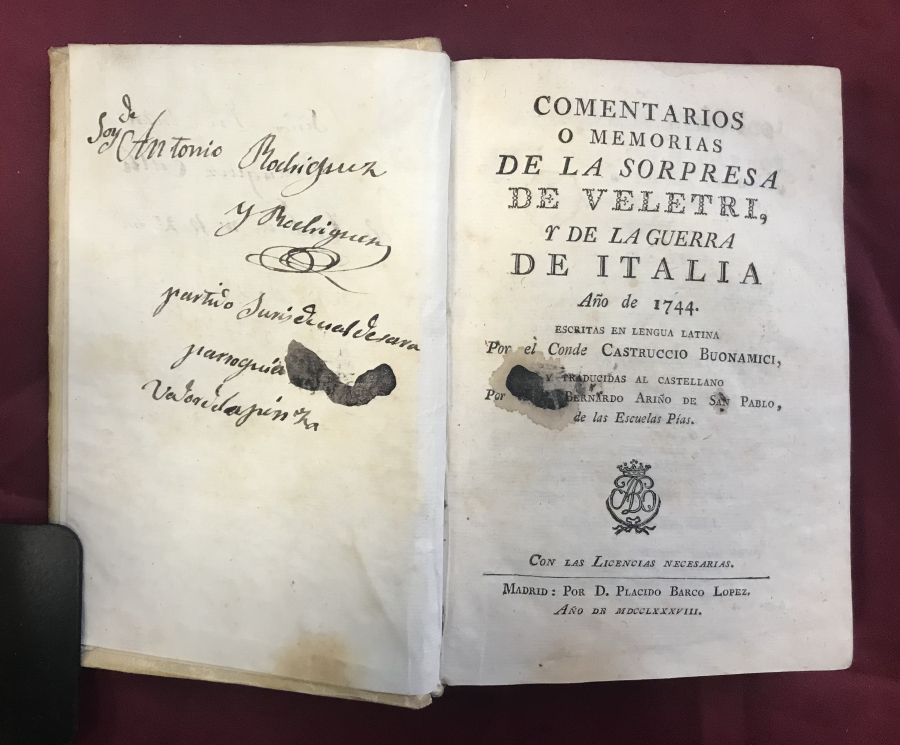 Soy de
Antonio Rodriguez
y Rodriguez
partido
parroquia
COMENTARIOS
O MEMORIAS
DE LA SORPRESA
DE VELETRI,
Y DE LA GUERRA
DE ITALIA
Año de 1744.
ESCRITAS EN LENGUA LATINA
Por el Conde CASTRUCCIO BUONAMICI,
Y TRADUCIDAS AL CASTELLANO
Por BERNARDO ARIÑO DE SAN PABLO,
de las Escuelas Pías.
CON LAS LICENCIAS NECESARIAS.
MADRID: POR D. PLACIDO BARCO LOPEZ.
AÑO DE MDCCLXXXVIII.